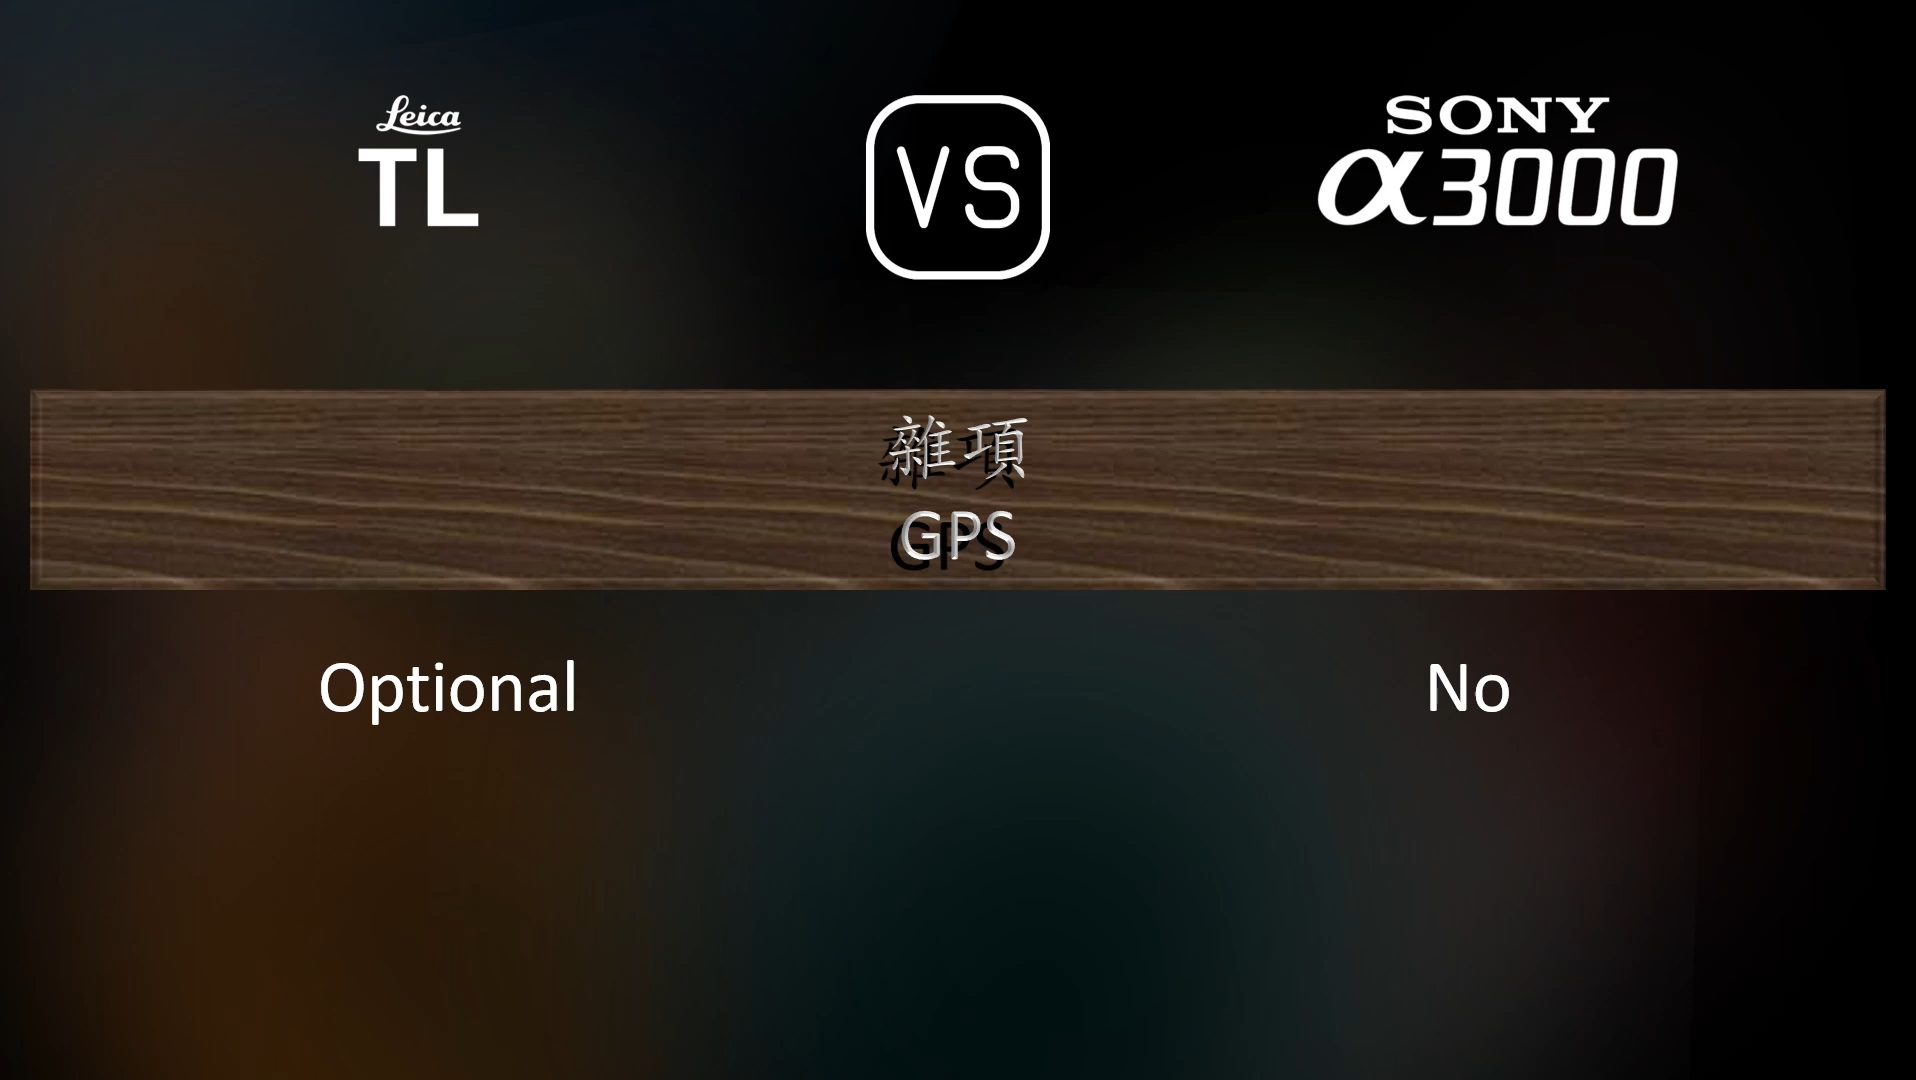 Leica
TL
VS
SONY
α3000
雜項
GPS
Optional
No